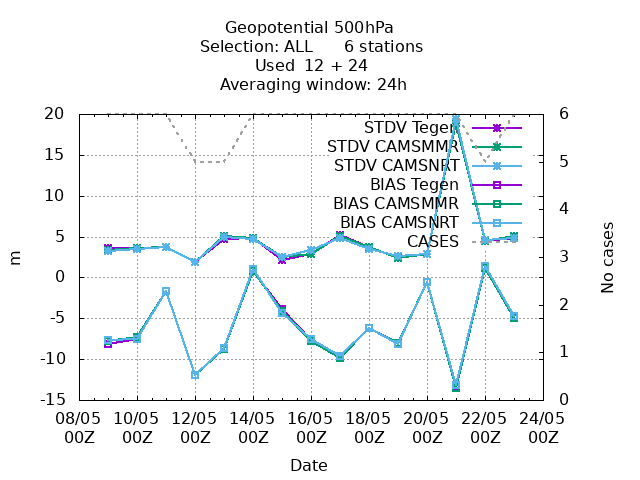 Geopotential 500hPa
Selection: ALL 6 stations
Used 12 + 24
Averaging window: 24h
20
15
10
5
0
-5
-10
-15
m
6
5
4
3
2
1
0
No cases
STDV Tegen
STDV CAMSMMR
STDV CAMSNRT
BIAS Tegen
BIAS CAMSMMR
BIAS CAMSNRT
CASES
08/05 10/05 12/05 14/05 16/05 18/05 20/05 22/05 24/05
00Z 00Z 00Z 00Z 00Z 00Z 00Z 00Z 00Z
Date